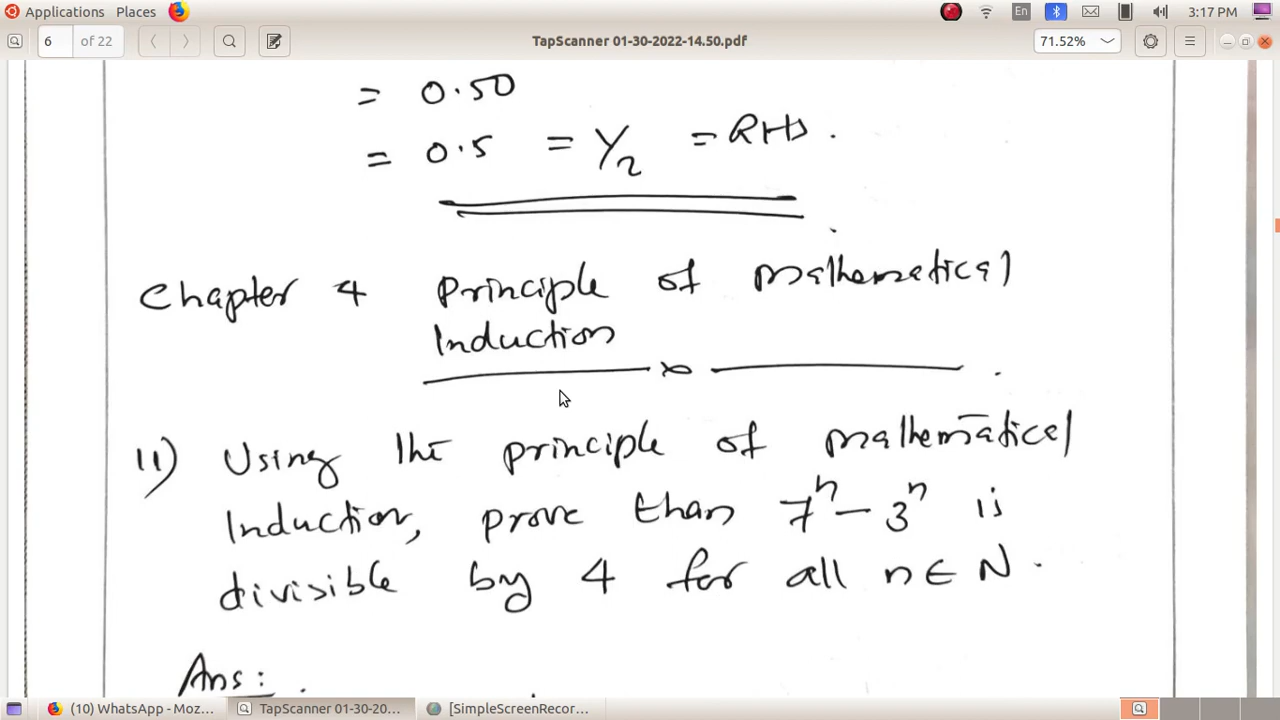 Applications Places En 3:17 PM
6 of 22 TapScanner 01-30-2022-14.50.pdf 71.52%
= 0.50
= 0.5 = 1/2 = RHS.
Chapter 4 Principle of mathematical
Induction
11) Using the principle of mathematical
Induction, prove than 7ⁿ - 3ⁿ is
divisible by 4 for all n ∈ N.
Ans:
(10) WhatsApp - Moz... TapScanner 01-30-20... [SimpleScreenRecor...